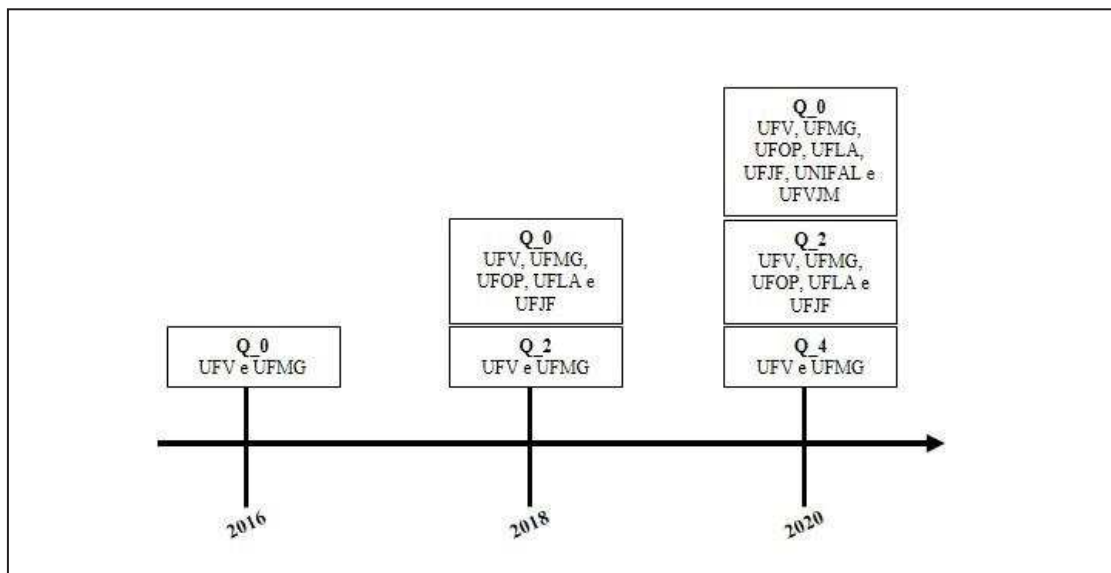 Q_0
UFV e UFMG
2016
Q_0
UFV, UFMG,
UFOP, UFLA e
UFJF
Q_2
UFV e UFMG
2018
Q_0
UFV, UFMG,
UFOP, UFLA,
UFJF, UNIFAL e
UFVJM
Q_2
UFV, UFMG,
UFOP, UFLA e
UFJF
Q_4
UFV e UFMG
2020